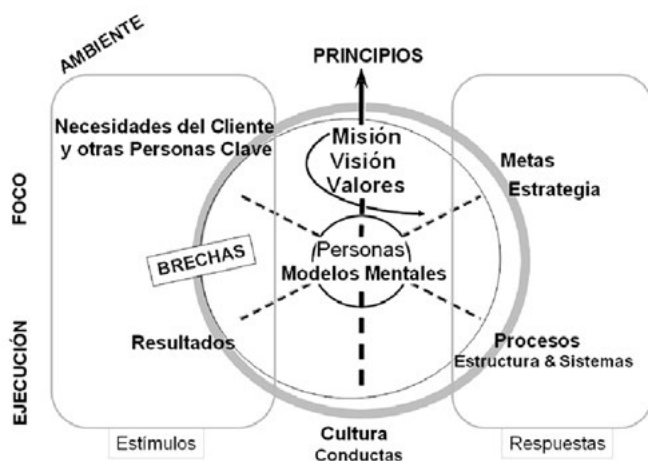 AMBIENTE
PRINCIPIOS
Necesidades del Cliente
y otras Personas Clave
Misión
Visión
Valores
Metas
Estrategia
FOCO
BRECHAS
Personas
Modelos Mentales
EJECUCIÓN
Resultados
Procesos
Estructura & Sistemas
Cultura
Conductas
Estímulos
Respuestas